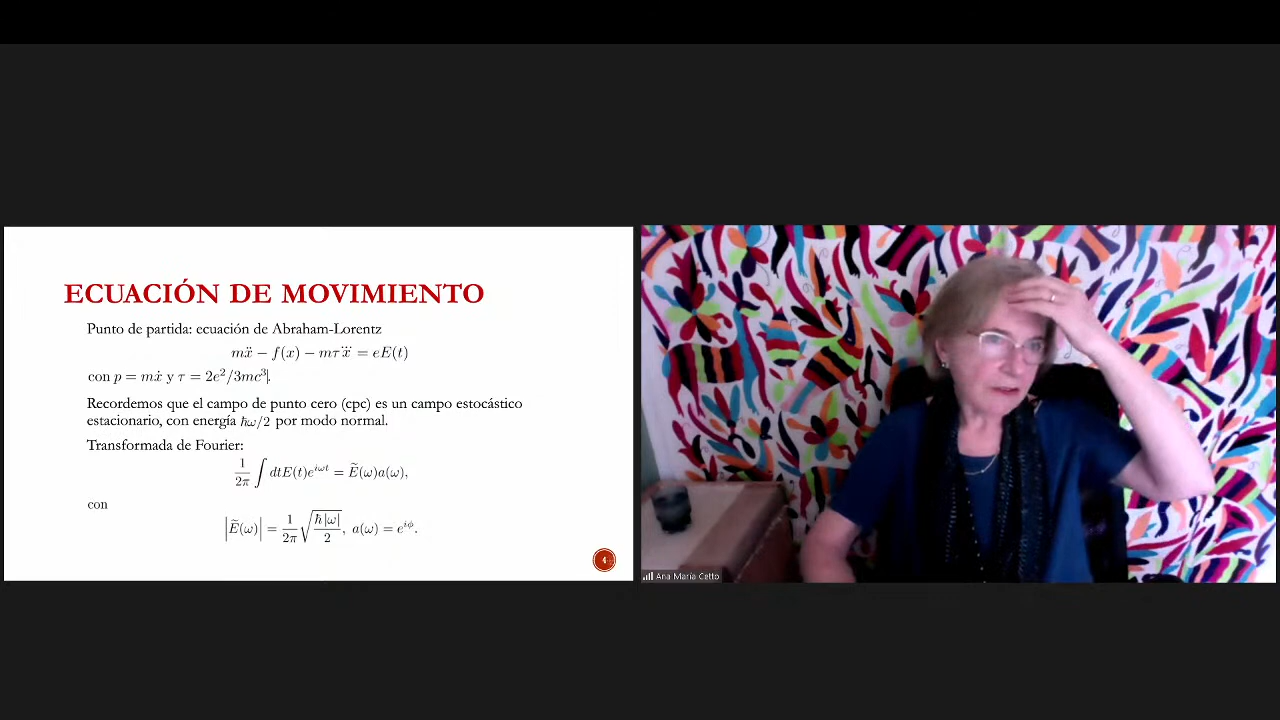 ECUACIÓN DE MOVIMIENTO
Punto de partida: ecuación de Abraham-Lorentz
mẍ − f(x) − mτx⃛ = eE(t)
con p = mẋ y τ = 2e²/3mc³.
Recordemos que el campo de punto cero (cpc) es un campo estocástico
estacionario, con energía ℏω/2 por modo normal.
Transformada de Fourier:
1/2π ∫ dtE(t)e^{iωt} = Ẽ(ω)a(ω),
con
|Ẽ(ω)| = 1/2π √(ℏ|ω|/2), a(ω) = e^{iϕ}.
4
Ana María Cetto